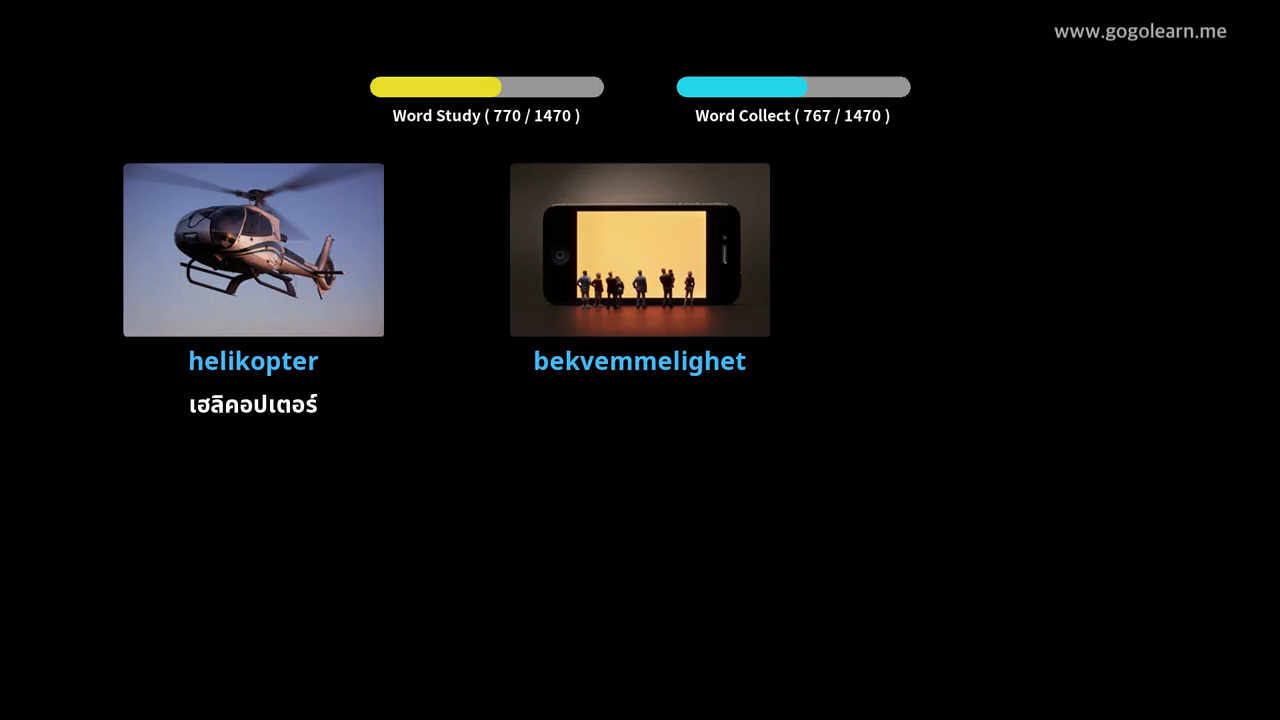 www.gogolearn.me
Word Study ( 770 / 1470 )
Word Collect ( 767 / 1470 )
helikopter
bekvemmelighet
เฮลิคอปเตอร์